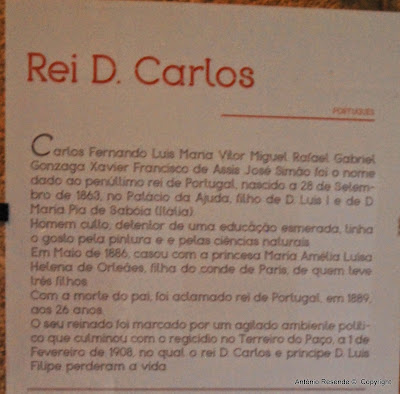 Rei D. Carlos
PORTUGUÊS
Carlos Fernando Luís Maria Vítor Miguel Rafael Gabriel
Gonzaga Xavier Francisco de Assis José Simão foi o nome
dado ao penúltimo rei de Portugal, nascido a 28 de Setem-
bro de 1863, no Palácio da Ajuda, filho de D. Luís I e de D.
Maria Pia de Sabóia (Itália).
Homem culto, detentor de uma educação esmerada, tinha
o gosto pela pintura e e pelas ciências naturais.
Em Maio de 1886, casou com a princesa Maria Amélia Luísa
Helena de Orleães, filha do conde de Paris, de quem teve
três filhos.
Com a morte do pai, foi aclamado rei de Portugal, em 1889,
aos 26 anos.
O seu reinado foi marcado por um agitado ambiente políti-
co que culminou com o regicídio no Terreiro do Paço, a 1 de
Fevereiro de 1908, no qual o rei D. Carlos e príncipe D. Luís
Filipe perderam a vida.
António Resende © Copyright